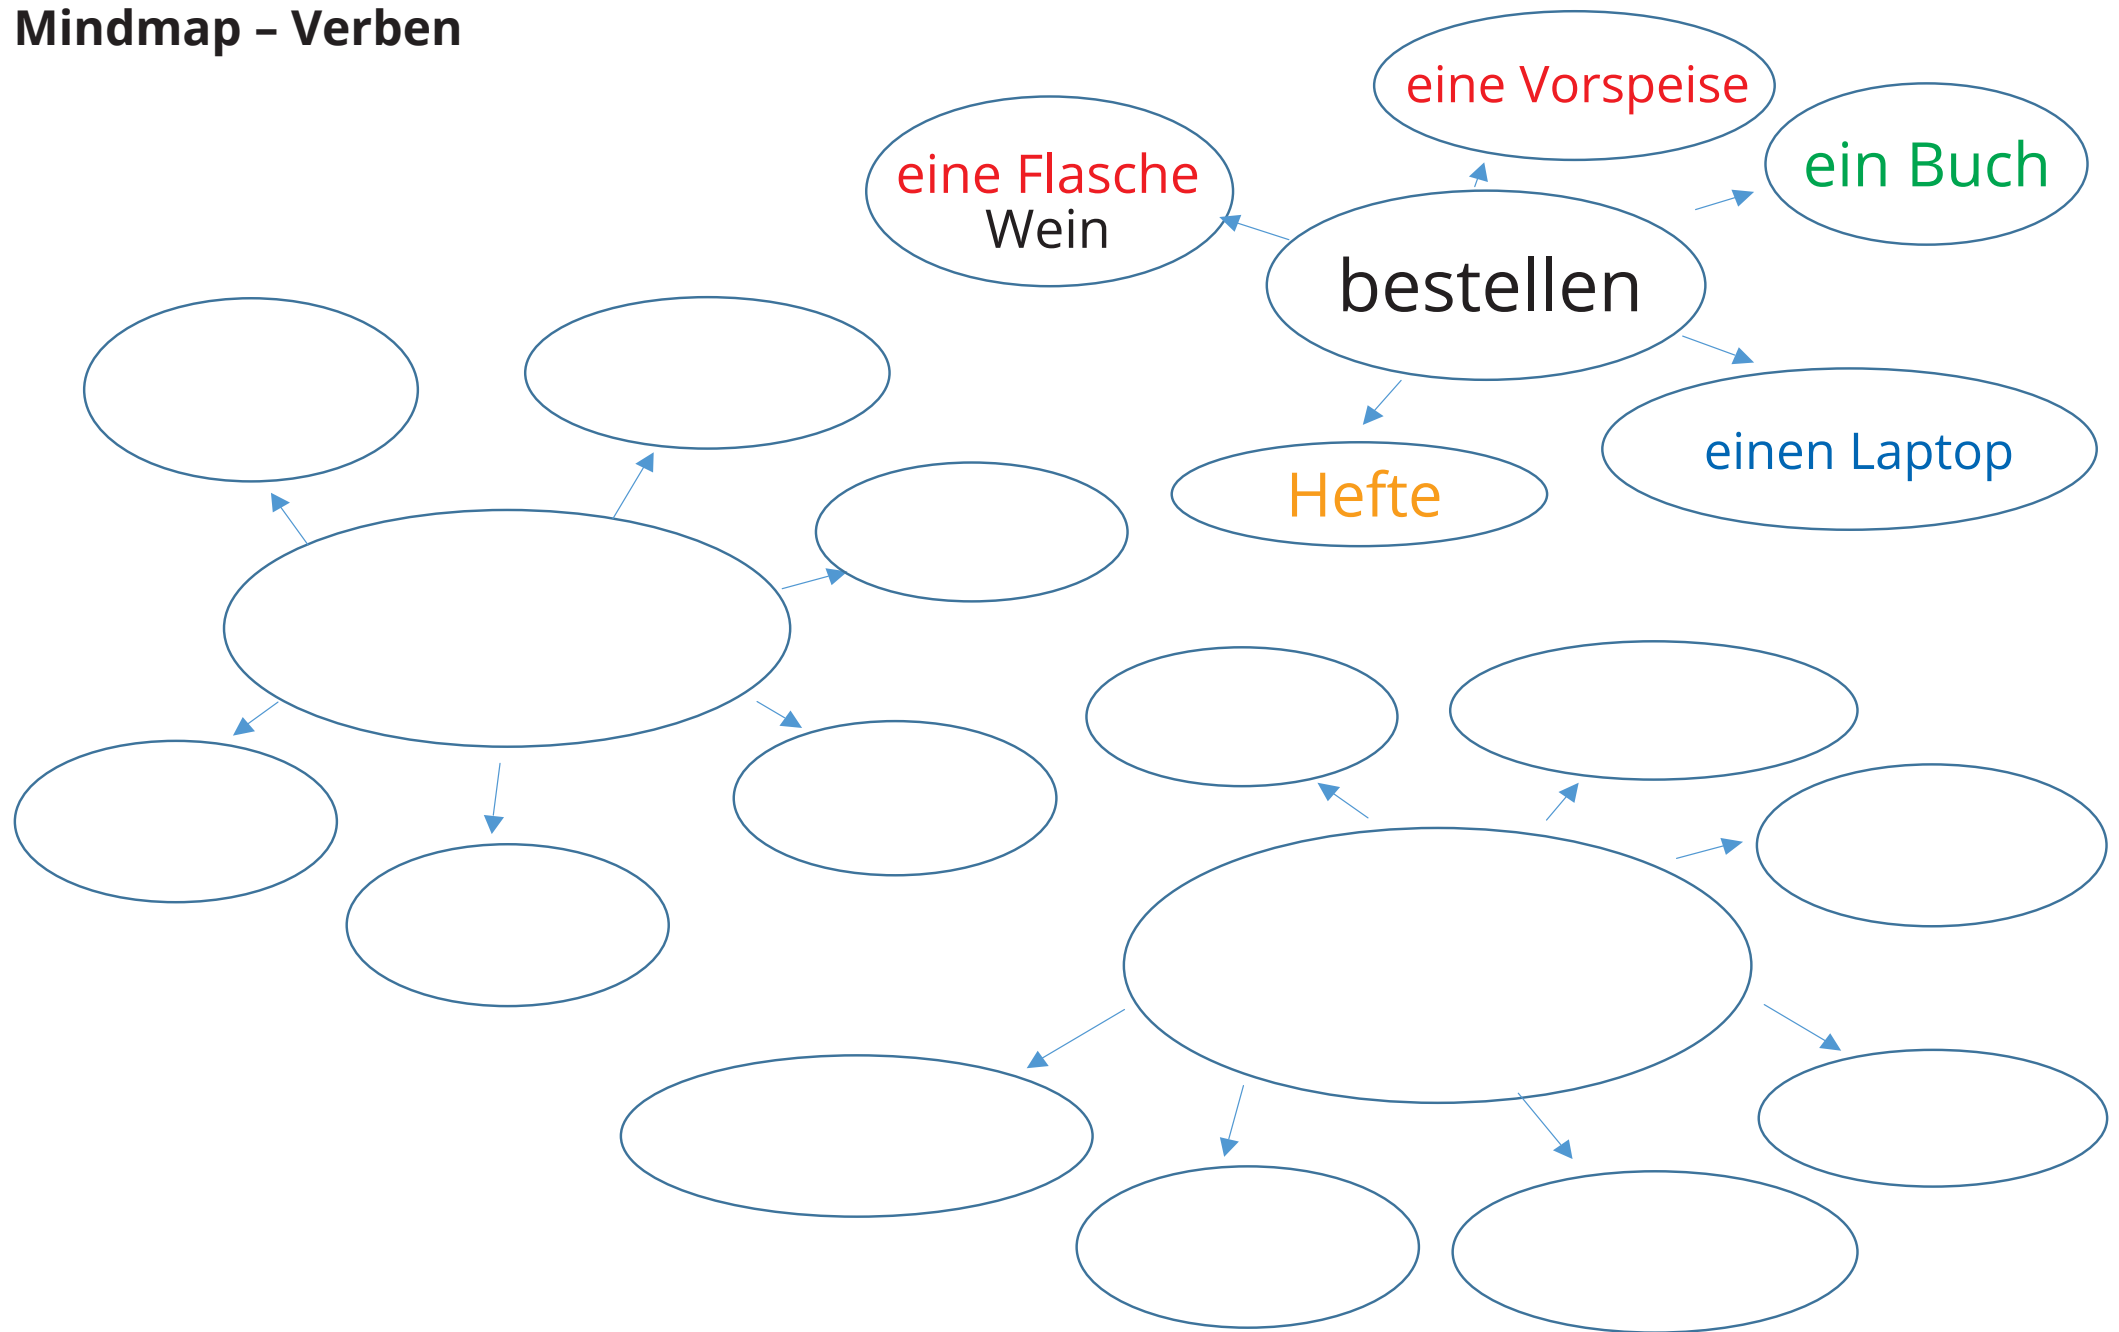 Mindmap – Verben
eine Vorspeise
ein Buch
eine Flasche
Wein
bestellen
einen Laptop
Hefte